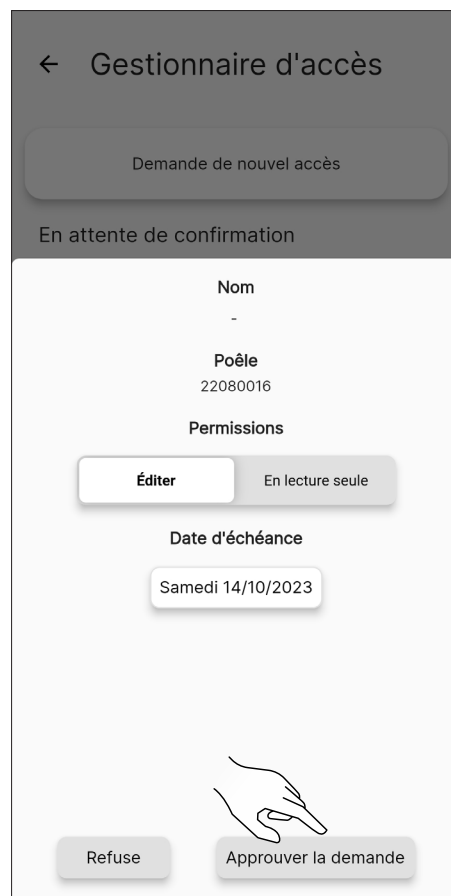 Gestionnaire d'accès
Demande de nouvel accès
En attente de confirmation
Nom
-
Poêle
22080016
Permissions
Éditer
En lecture seule
Date d'échéance
Samedi 14/10/2023
Refuse
Approuver la demande